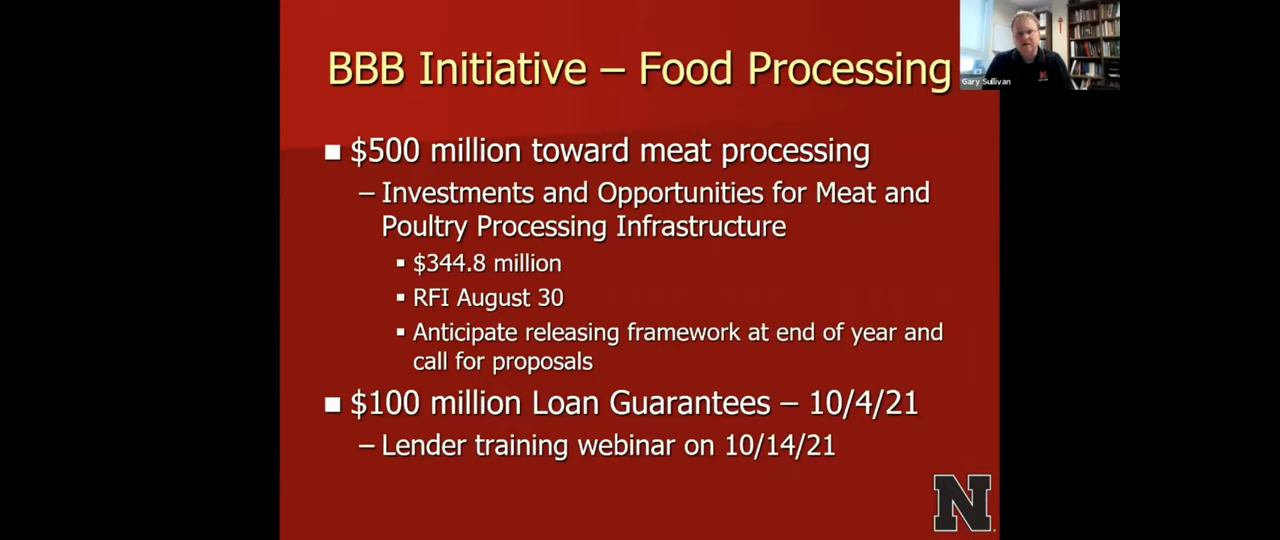 BBB Initiative – Food Processing
Gary Sullivan
■ $500 million toward meat processing
– Investments and Opportunities for Meat and
Poultry Processing Infrastructure
▪ $344.8 million
▪ RFI August 30
▪ Anticipate releasing framework at end of year and
call for proposals
■ $100 million Loan Guarantees – 10/4/21
– Lender training webinar on 10/14/21
N